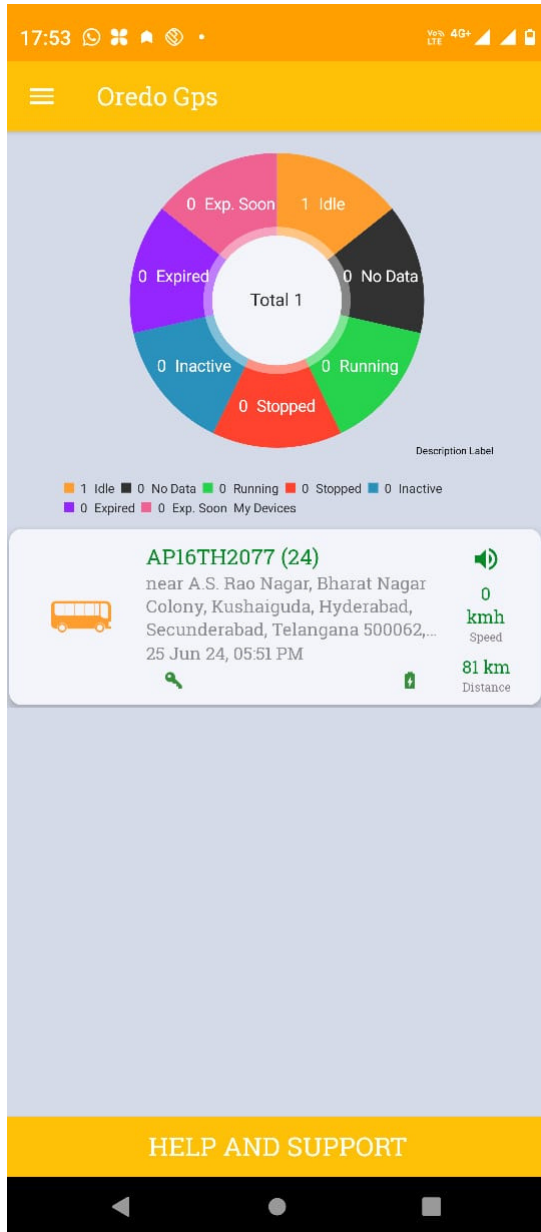 17:53
Vo) LTE 4G+
Oredo Gps
0 Exp. Soon
1 Idle
0 Expired
0 No Data
Total 1
0 Inactive
0 Running
0 Stopped
Description Label
1 Idle 0 No Data 0 Running 0 Stopped 0 Inactive
0 Expired 0 Exp. Soon My Devices
AP16TH2077 (24)
near A.S. Rao Nagar, Bharat Nagar
Colony, Kushaiguda, Hyderabad,
Secunderabad, Telangana 500062,...
25 Jun 24, 05:51 PM
0
kmh
Speed
81 km
Distance
HELP AND SUPPORT